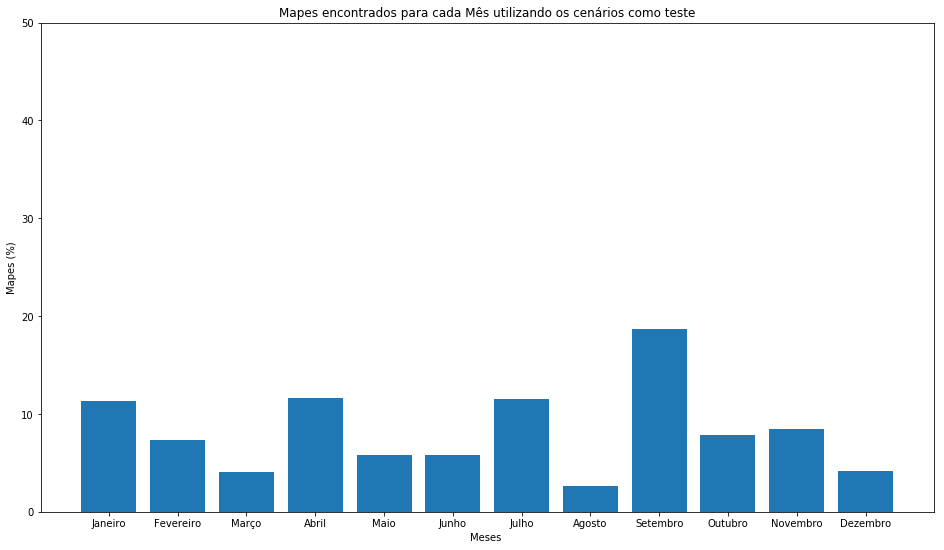 Mapes encontrados para cada Mês utilizando os cenários como teste
50
40
30
20
10
0
Mapes (%)
Janeiro Fevereiro Março Abril Maio Junho Julho Agosto Setembro Outubro Novembro Dezembro
Meses